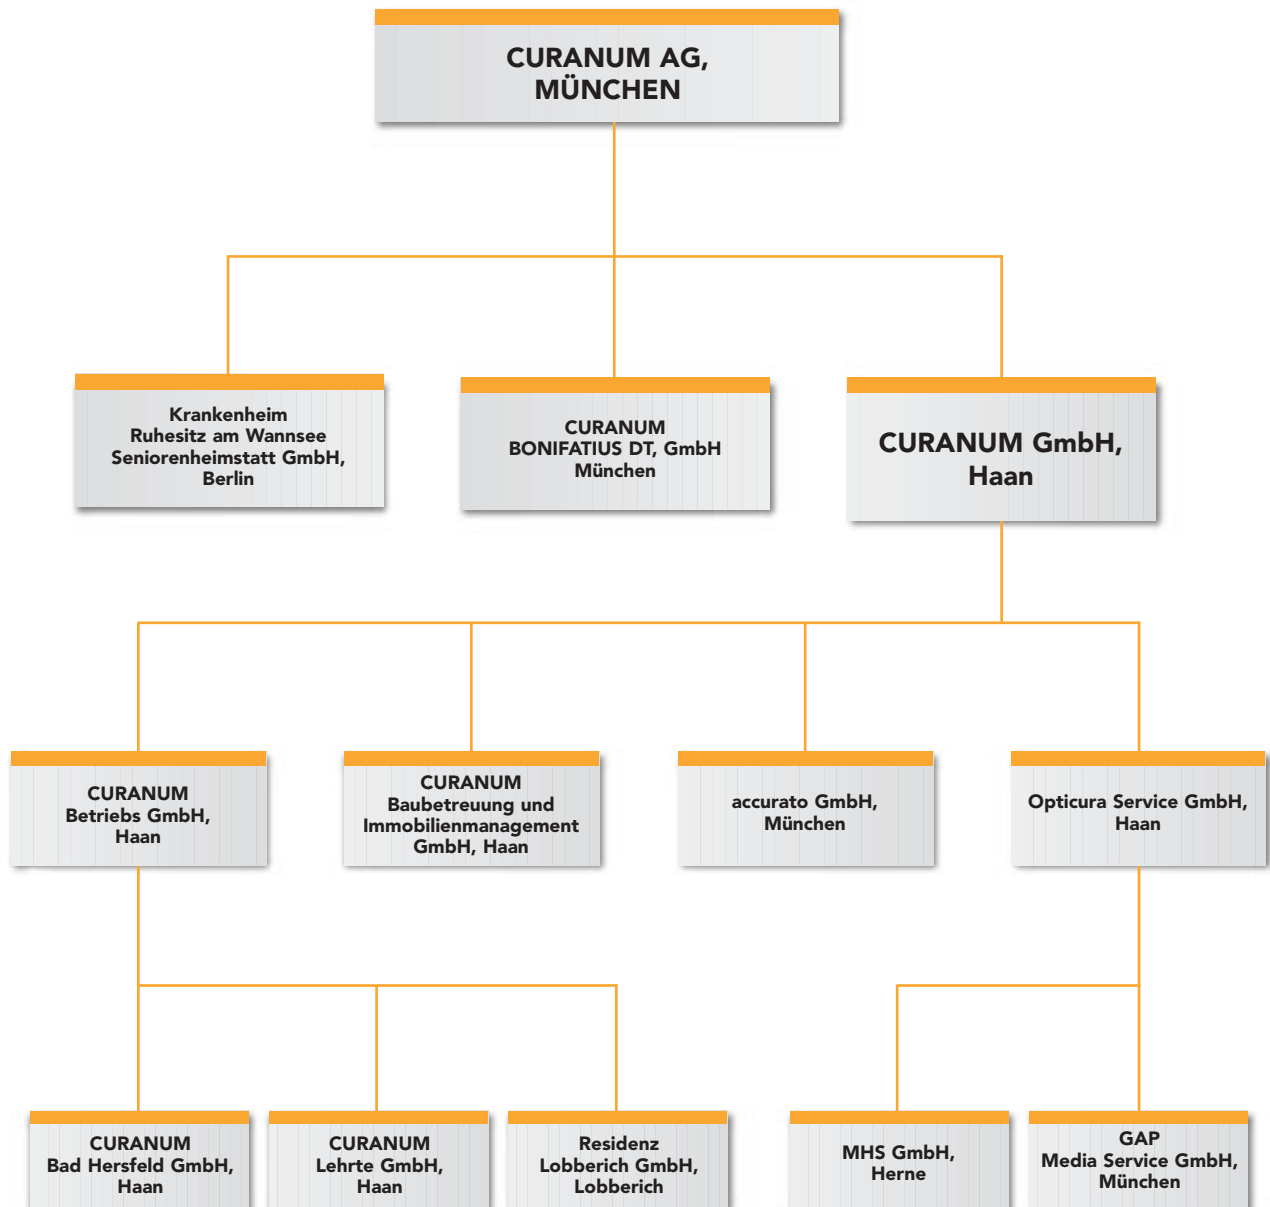 CURANUM AG,
MÜNCHEN
Krankenheim
Ruhesitz am Wannsee
Seniorenheimstatt GmbH,
Berlin
CURANUM
BONIFATIUS DT, GmbH
München
CURANUM GmbH,
Haan
CURANUM
Betriebs GmbH,
Haan
CURANUM
Baubetreuung und
Immobilienmanagement
GmbH, Haan
accurato GmbH,
München
Opticura Service GmbH,
Haan
CURANUM
Bad Hersfeld GmbH,
Haan
CURANUM
Lehrte GmbH,
Haan
Residenz
Lobberich GmbH,
Lobberich
MHS GmbH,
Herne
GAP
Media Service GmbH,
München